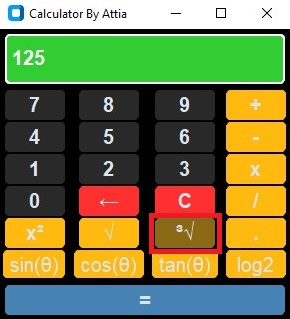 Calculator By Attia
125
7 8 9 +
4 5 6 -
1 2 3 x
0 ← C /
x² √ ³√ .
sin(θ) cos(θ) tan(θ) log2
=